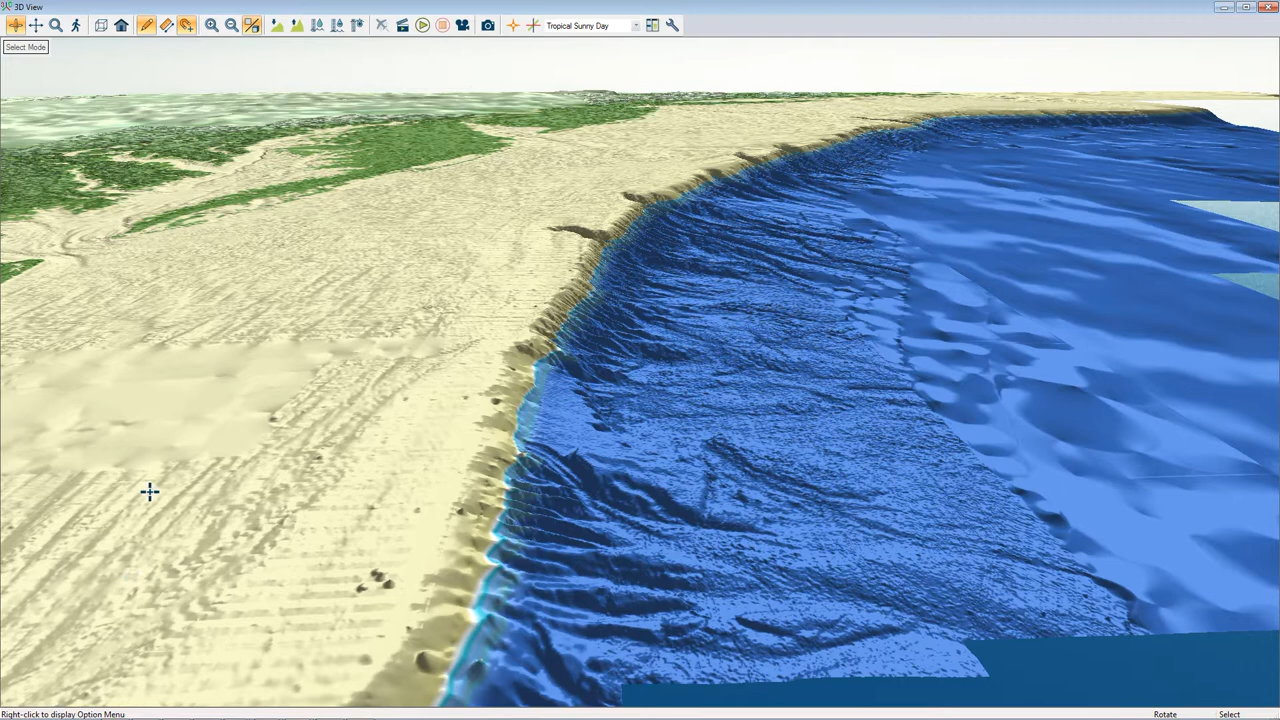 3D View
Tropical Sunny Day
Select Mode
Right-click to display Option Menu
Rotate
Select